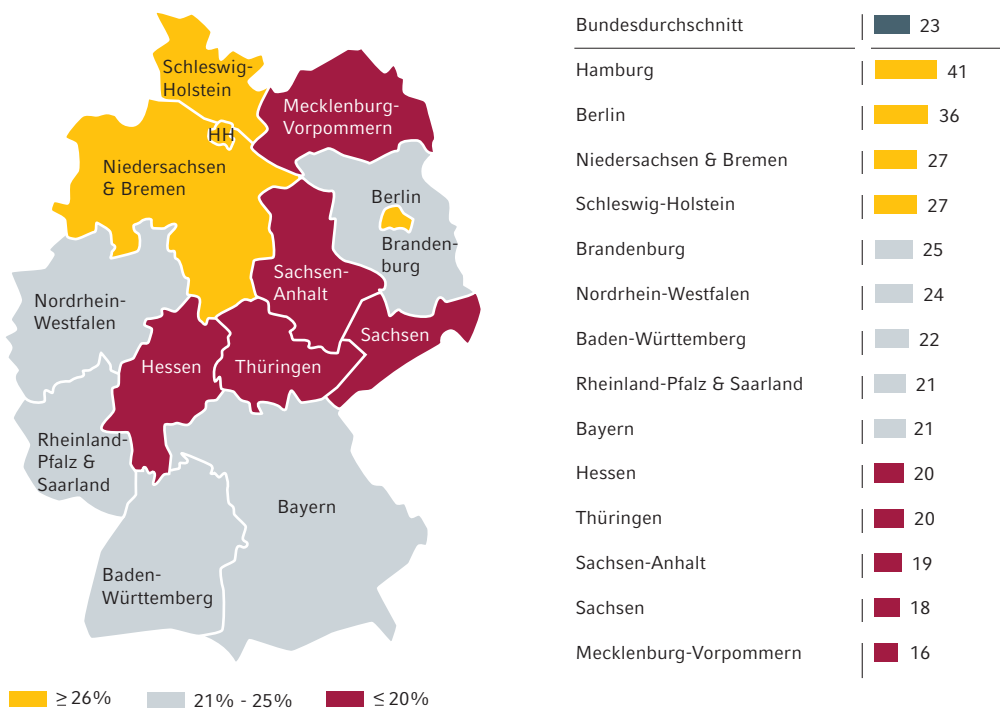 Schleswig-
Holstein
Mecklenburg-
Vorpommern
HH
Niedersachsen
& Bremen
Berlin
Branden-
burg
Sachsen-
Anhalt
Nordrhein-
Westfalen
Sachsen
Hessen
Thüringen
Rheinland-
Pfalz &
Saarland
Bayern
Baden-
Württemberg
≥ 26%
21% - 25%
≤ 20%
Bundesdurchschnitt 23
Hamburg 41
Berlin 36
Niedersachsen & Bremen 27
Schleswig-Holstein 27
Brandenburg 25
Nordrhein-Westfalen 24
Baden-Württemberg 22
Rheinland-Pfalz & Saarland 21
Bayern 21
Hessen 20
Thüringen 20
Sachsen-Anhalt 19
Sachsen 18
Mecklenburg-Vorpommern 16